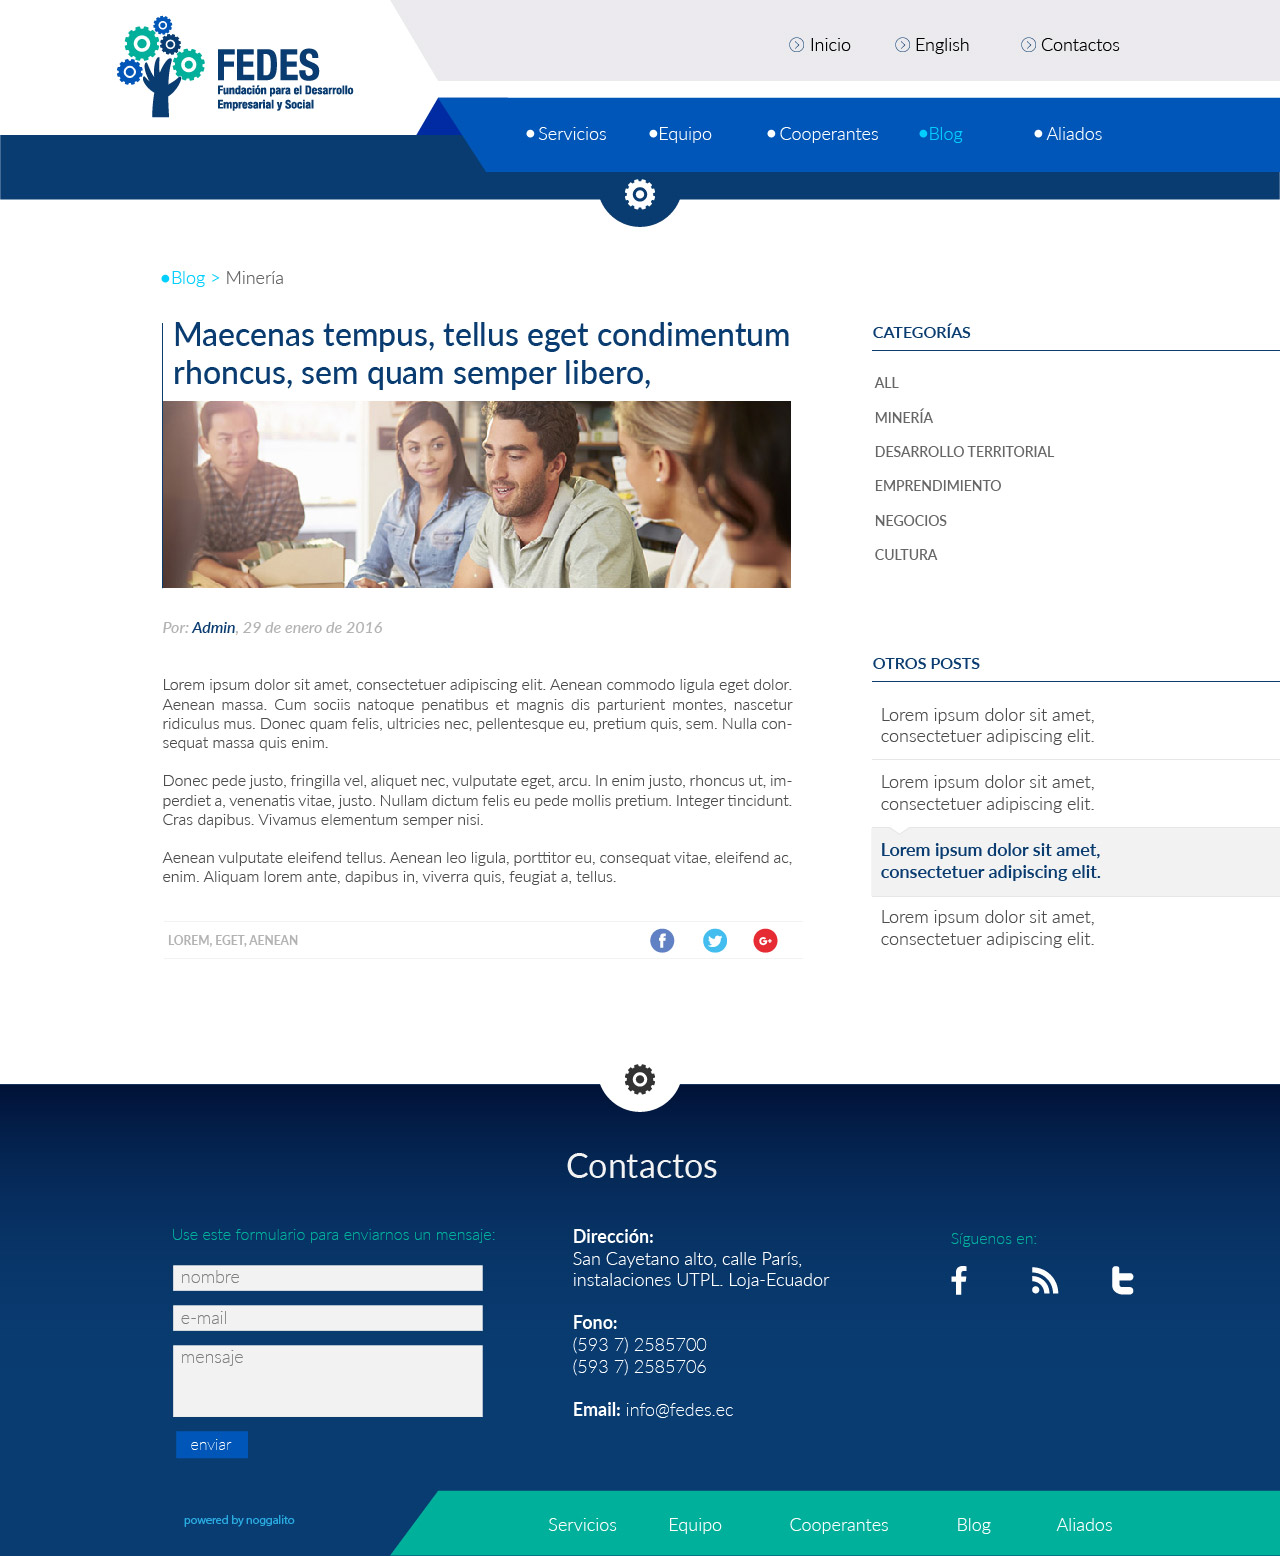 Inicio
English
Contactos
FEDES
Fundación para el Desarrollo
Empresarial y Social
Servicios
Equipo
Cooperantes
Blog
Aliados
Blog > Minería
Maecenas tempus, tellus eget condimentum
rhoncus, sem quam semper libero,
Por: Admin, 29 de enero de 2016
Lorem ipsum dolor sit amet, consectetuer adipiscing elit. Aenean commodo ligula eget dolor.
Aenean massa. Cum sociis natoque penatibus et magnis dis parturient montes, nascetur
ridiculus mus. Donec quam felis, ultricies nec, pellentesque eu, pretium quis, sem. Nulla con-
sequat massa quis enim.
Donec pede justo, fringilla vel, aliquet nec, vulputate eget, arcu. In enim justo, rhoncus ut, im-
perdiet a, venenatis vitae, justo. Nullam dictum felis eu pede mollis pretium. Integer tincidunt.
Cras dapibus. Vivamus elementum semper nisi.
Aenean vulputate eleifend tellus. Aenean leo ligula, porttitor eu, consequat vitae, eleifend ac,
enim. Aliquam lorem ante, dapibus in, viverra quis, feugiat a, tellus.
LOREM, EGET, AENEAN
CATEGORÍAS
ALL
MINERÍA
DESARROLLO TERRITORIAL
EMPRENDIMIENTO
NEGOCIOS
CULTURA
OTROS POSTS
Lorem ipsum dolor sit amet,
consectetuer adipiscing elit.
Lorem ipsum dolor sit amet,
consectetuer adipiscing elit.
Lorem ipsum dolor sit amet,
consectetuer adipiscing elit.
Lorem ipsum dolor sit amet,
consectetuer adipiscing elit.
Contactos
Use este formulario para enviarnos un mensaje:
nombre
e-mail
mensaje
enviar
Dirección:
San Cayetano alto, calle París,
instalaciones UTPL. Loja-Ecuador
Fono:
(593 7) 2585700
(593 7) 2585706
Email: info@fedes.ec
Síguenos en:
powered by noggalito
Servicios
Equipo
Cooperantes
Blog
Aliados